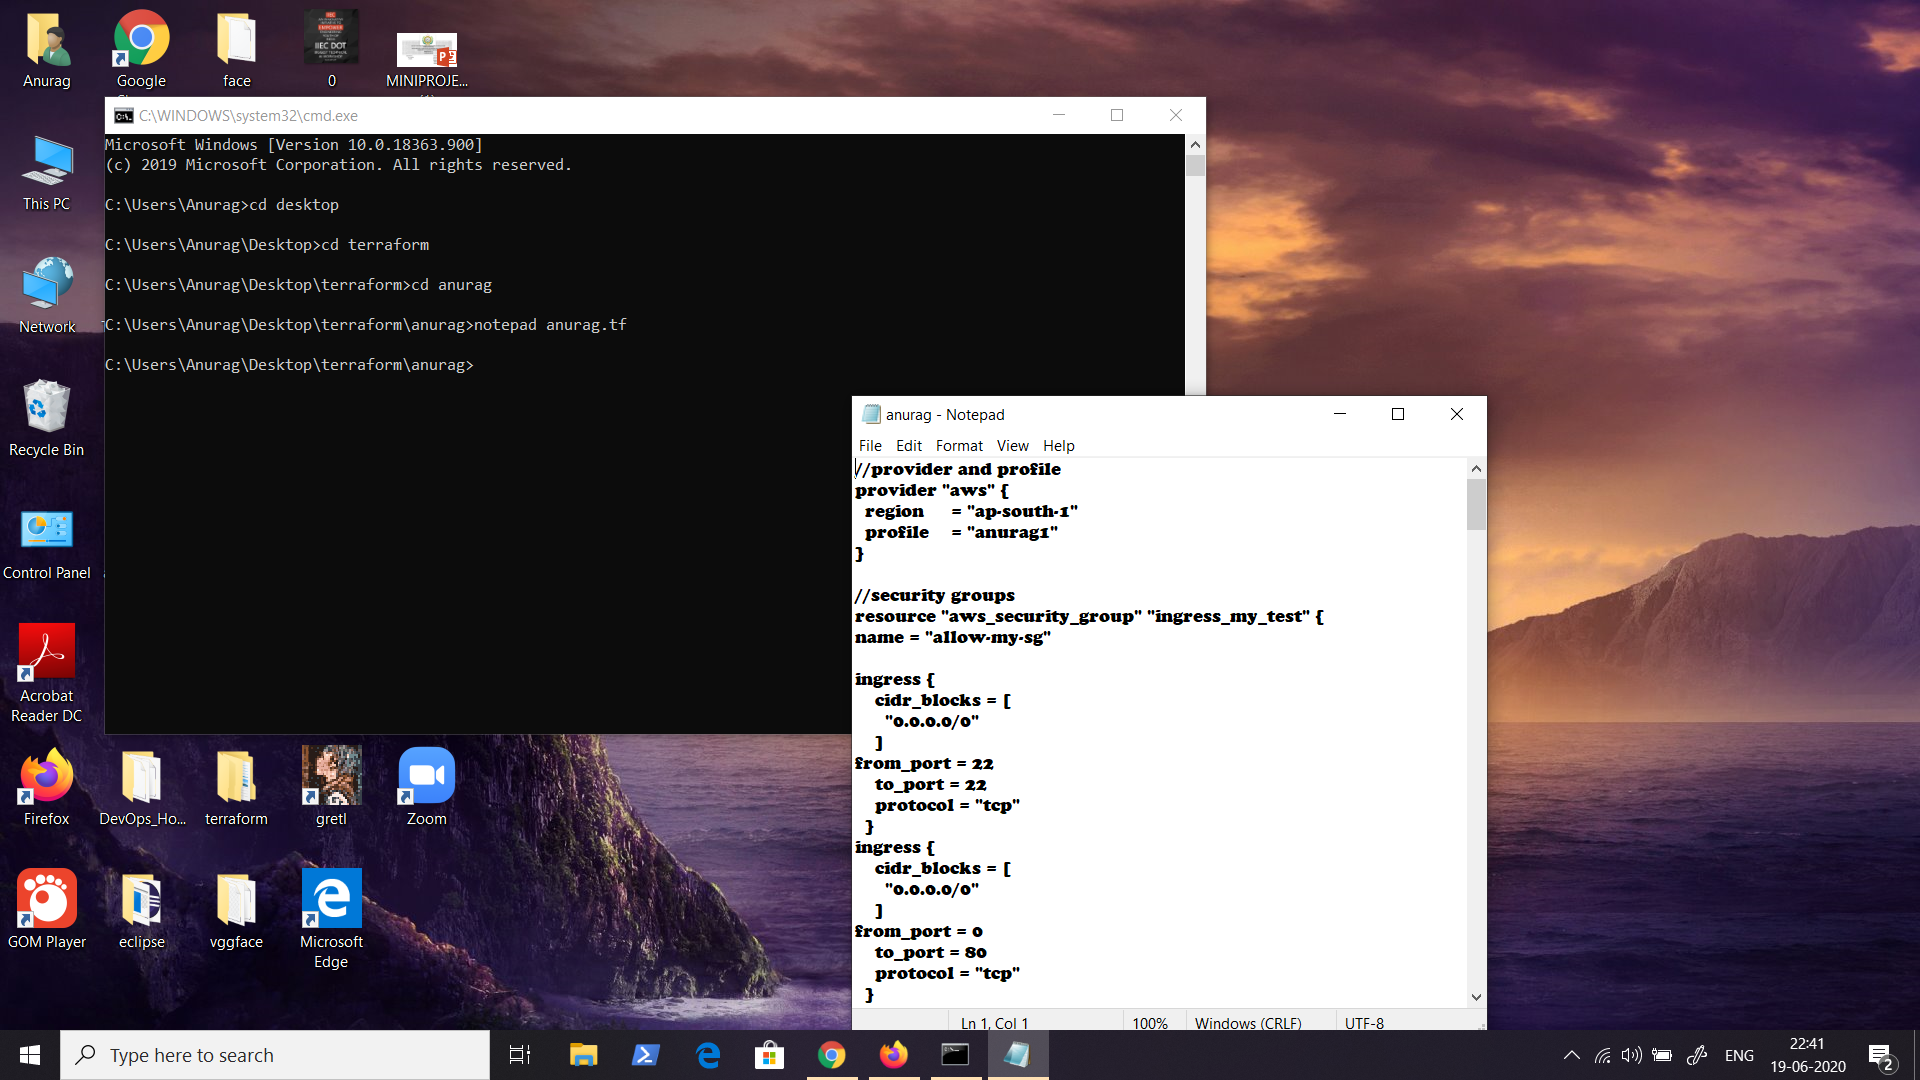 Anurag
Google
face
0
MINIPROJE...
IIEC DOT
C:\WINDOWS\system32\cmd.exe
Microsoft Windows [Version 10.0.18363.900]
(c) 2019 Microsoft Corporation. All rights reserved.
C:\Users\Anurag>cd desktop
C:\Users\Anurag\Desktop>cd terraform
C:\Users\Anurag\Desktop\terraform>cd anurag
C:\Users\Anurag\Desktop\terraform\anurag>notepad anurag.tf
C:\Users\Anurag\Desktop\terraform\anurag>
This PC
Network
Recycle Bin
Control Panel
Acrobat
Reader DC
Firefox
DevOps_Ho...
terraform
gretl
Zoom
GOM Player
eclipse
vggface
Microsoft
Edge
anurag - Notepad
File Edit Format View Help
//provider and profile
provider "aws" {
region = "ap-south-1"
profile = "anurag1"
}
//security groups
resource "aws_security_group" "ingress_my_test" {
name = "allow-my-sg"
ingress {
cidr_blocks = [
"0.0.0.0/0"
]
from_port = 22
to_port = 22
protocol = "tcp"
}
ingress {
cidr_blocks = [
"0.0.0.0/0"
]
from_port = 0
to_port = 80
protocol = "tcp"
}
Ln 1, Col 1 100% Windows (CRLF) UTF-8
Type here to search
ENG
22:41
19-06-2020
2